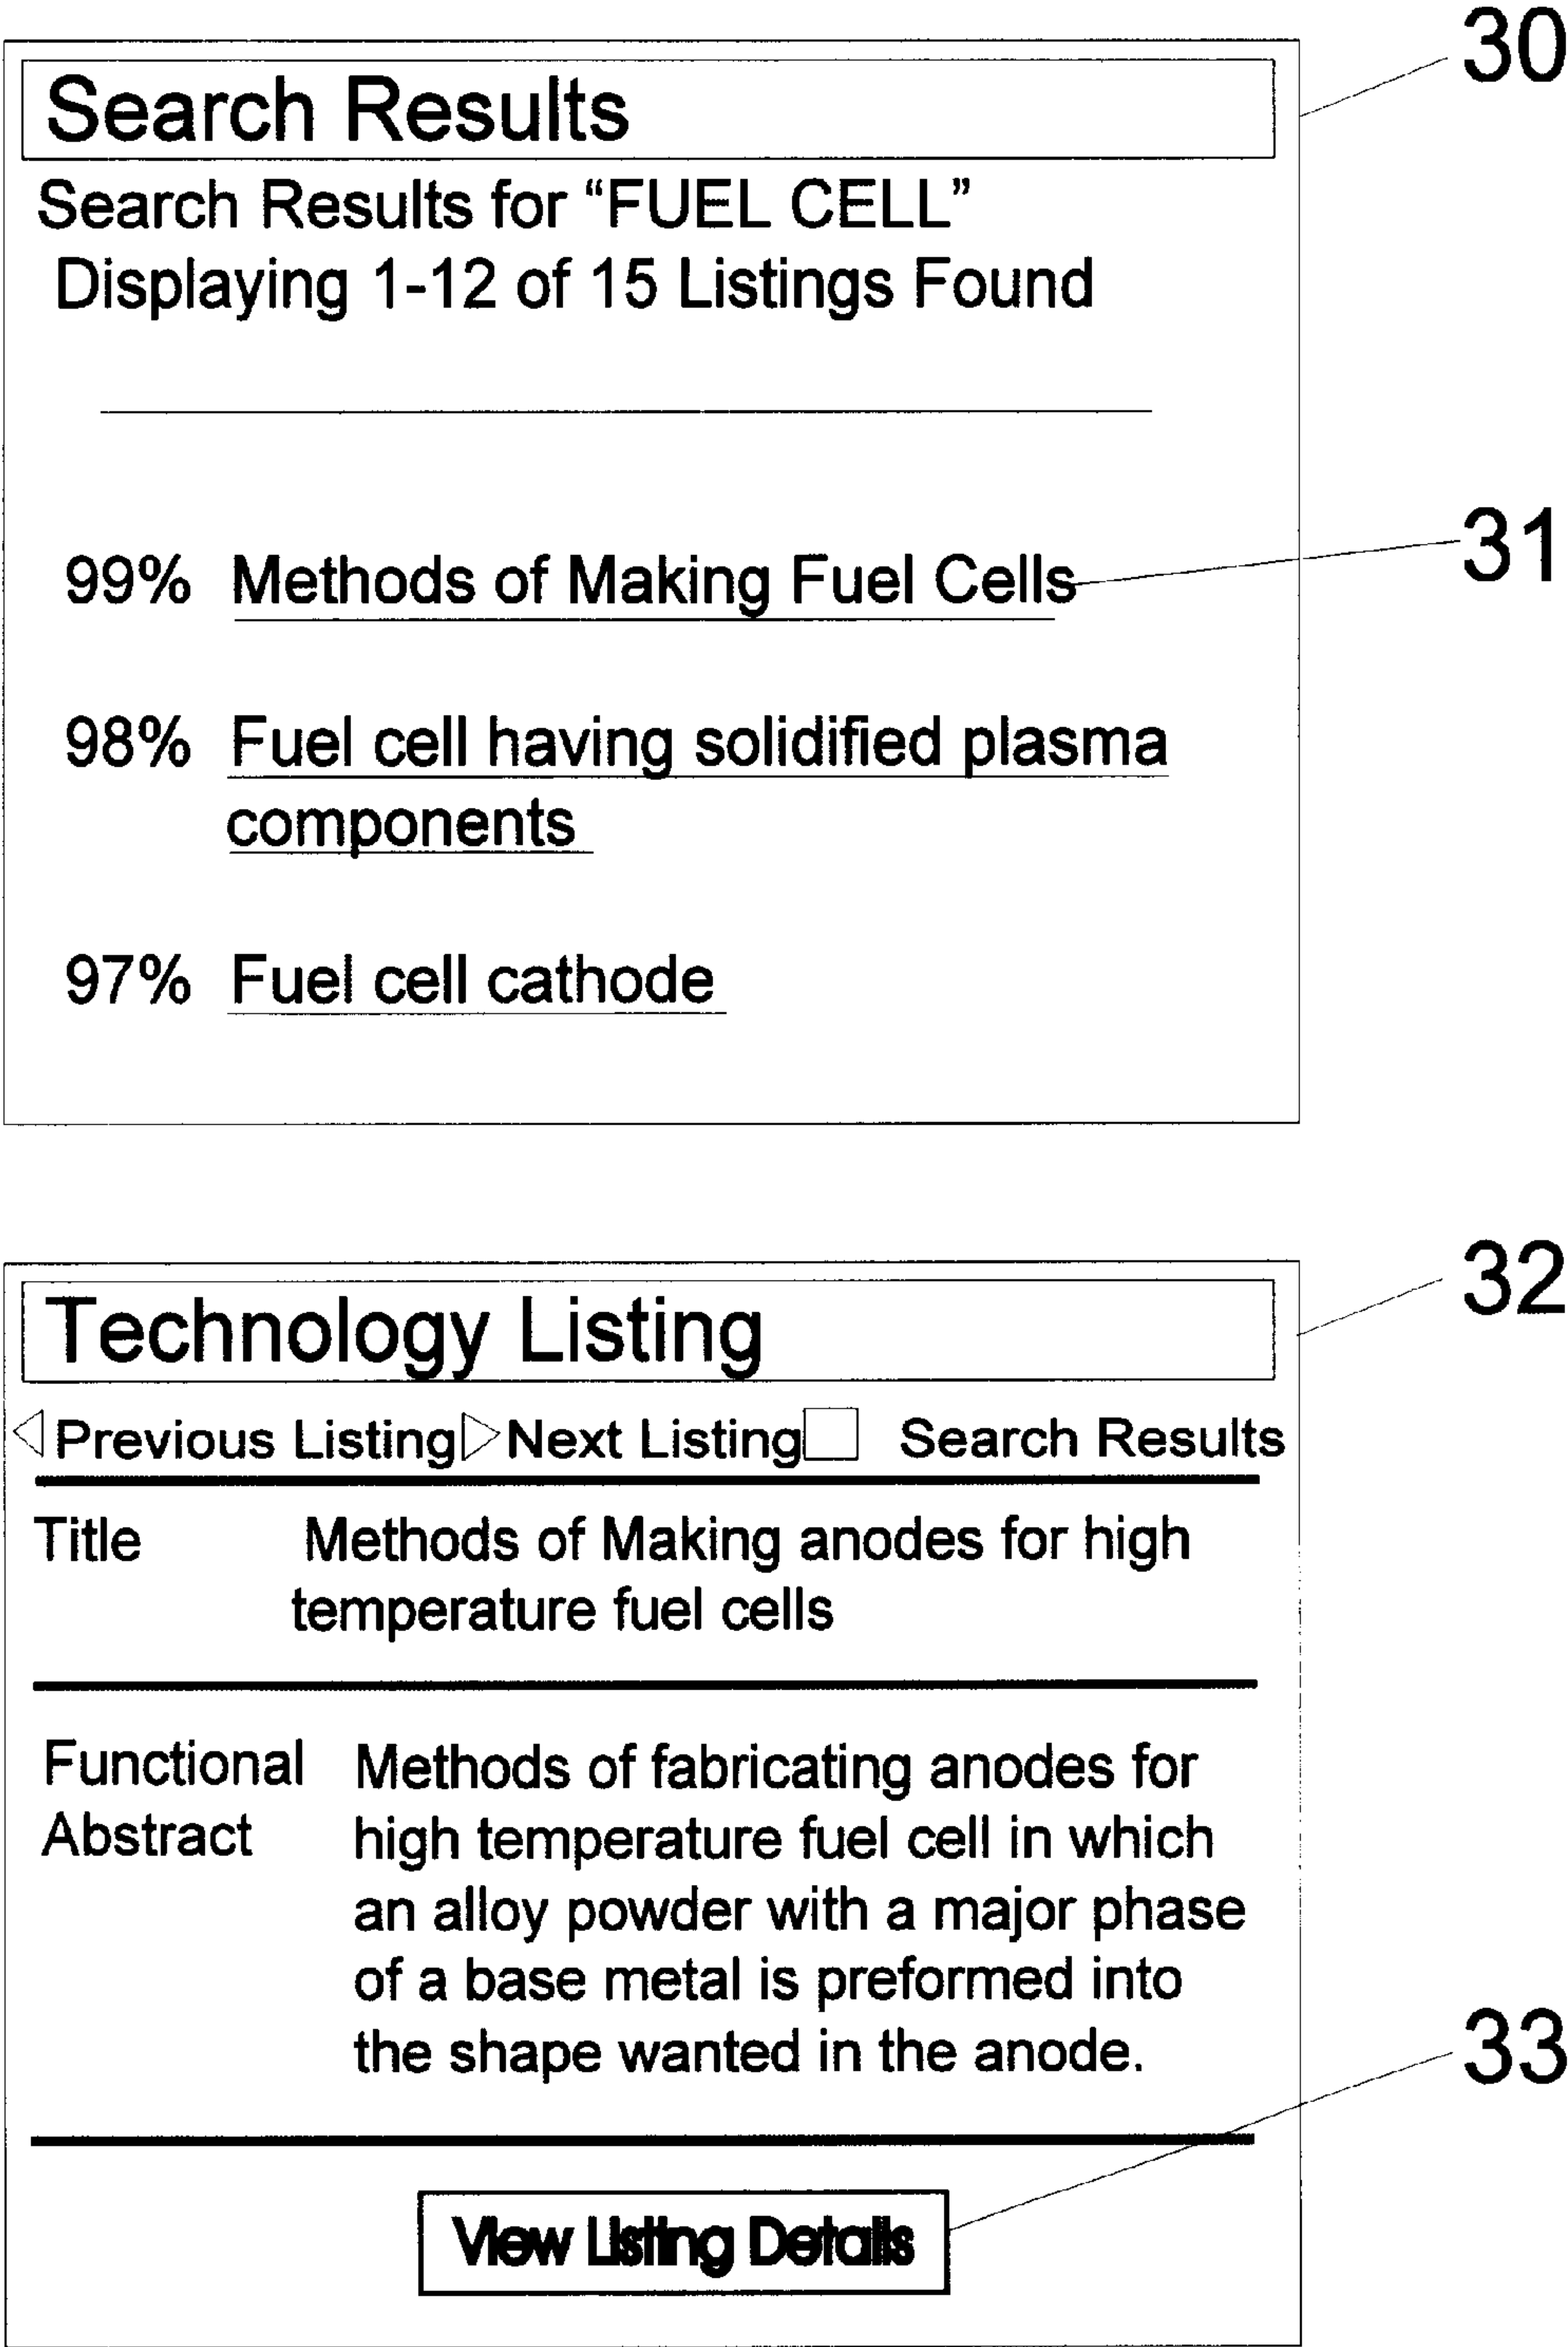 30
Search Results
Search Results for “FUEL CELL”
Displaying 1-12 of 15 Listings Found
31
99% Methods of Making Fuel Cells
98% Fuel cell having solidified plasma
components
97% Fuel cell cathode
32
Technology Listing
Previous Listing Next Listing Search Results
Title Methods of Making anodes for high
temperature fuel cells
Functional Methods of fabricating anodes for
Abstract high temperature fuel cell in which
an alloy powder with a major phase
of a base metal is preformed into
the shape wanted in the anode.
33
View Listing Details